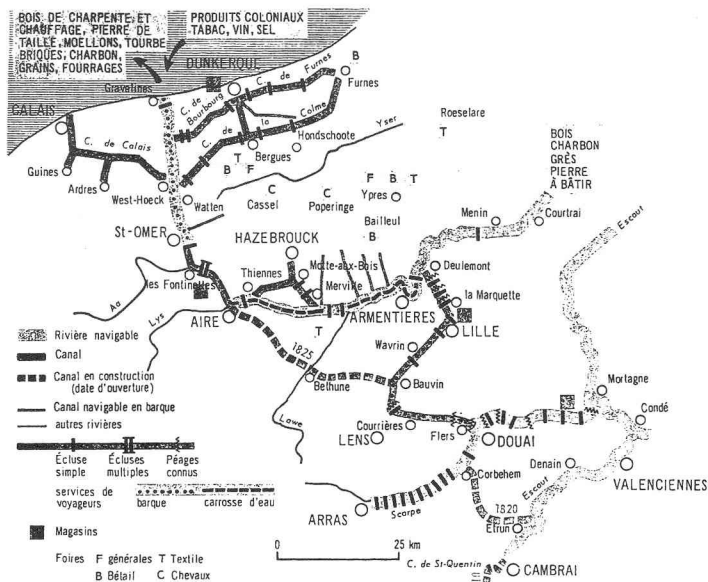 BOIS DE CHARPENTE, ET
CHAUFFAGE, PIERRE DE
TAILLE, MOELLONS, TOURBE
BRIQUES, CHARBON,
GRAINS, FOURRAGES
PRODUITS COLONIAUX
TABAC, VIN, SEL
DUNKERQUE
Gravelines
C. de Furnes
B
Furnes
CALAIS
C. de
Bourbourg
C. de la Colme
Hondschoote
C. de Calais
Bergues
T
B F
Yser
Roeselare
T
Guines
Ardres
West-Hoeck
Watten
C
Cassel
C
Poperinge
F B T
Ypres
BOIS
CHARBON
GRÈS
PIERRE
À BÂTIR
Bailleul
B
Menin
Courtrai
Escaut
St-OMER
HAZEBROUCK
Motte-aux-Bois
Thiennes
Merville
Deulemont
les Fontinettes
Aa
Lys
AIRE
T
ARMENTIÈRES
la Marquette
LILLE
Wavrin
1825
Bethune
Bauvin
Lawe
Courrières
LENS
Flers
DOUAI
Mortagne
Condé
Corbehem
Denain
Escaut
VALENCIENNES
ARRAS
Scarpe
1820
Etrun
C. de St-Quentin
CAMBRAI
Rivière navigable
Canal
Canal en construction
(date d'ouverture)
Canal navigable en barque
autres rivières
Écluse
simple
Écluses
multiples
Péages
connus
services de
voyageurs
barque
carrosse d'eau
Magasins
Foires F générales T Textile
B Bétail C Chevaux
0 25 km